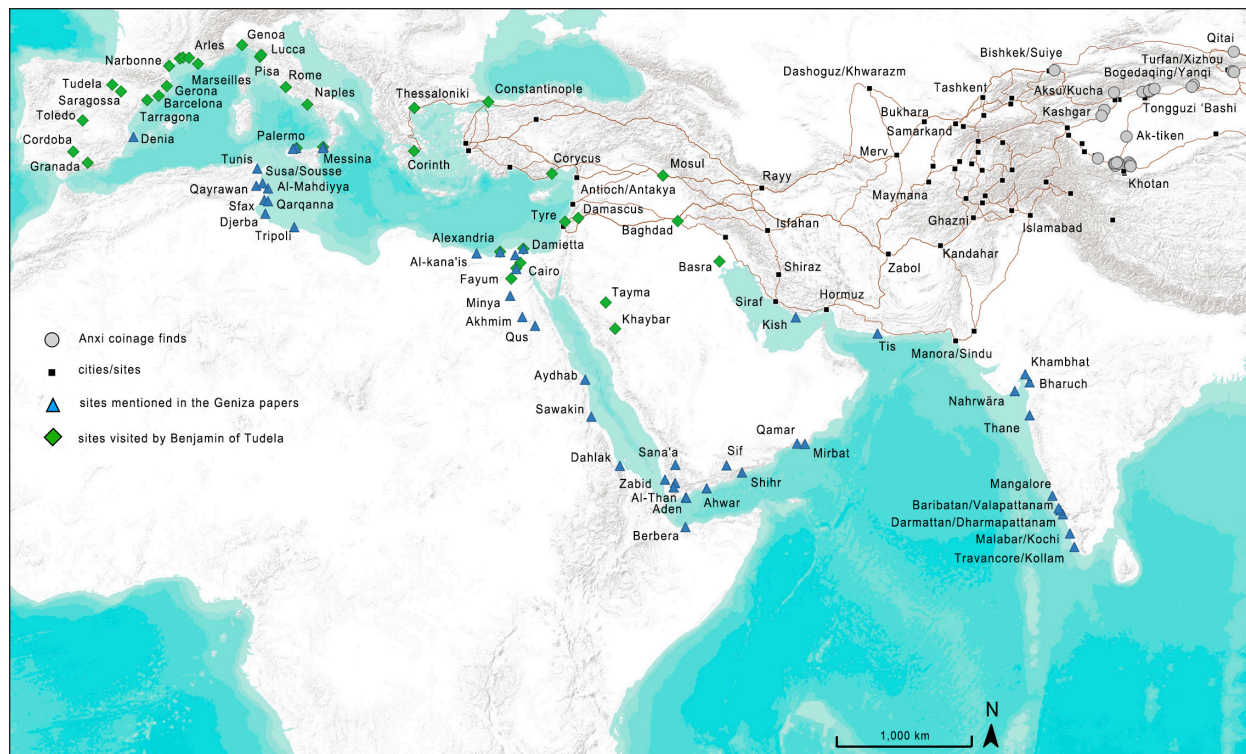 Genoa
Arles
Lucca
Narbonne
Pisa
Marseilles
Rome
Tudela
Gerona
Saragossa
Barcelona
Naples
Toledo
Tarragona
Cordoba
Denia
Granada
Palermo
Messina
Tunis
Susa/Sousse
Qayrawan
Al-Mahdiyya
Sfax
Qarqanna
Djerba
Tripoli
Thessaloniki
Constantinople
Corinth
Corycus
Mosul
Antioch/Antakya
Tyre
Damascus
Baghdad
Alexandria
Damietta
Al-kana'is
Cairo
Fayum
Basra
Minya
Tayma
Akhmim
Khaybar
Qus
Aydhab
Sawakin
Dahlak
Sana'a
Zabid
Al-Than
Aden
Ahwar
Berbera
Sif
Shihr
Qamar
Mirbat
Qitai
Bishkek/Suiye
Turfan/Xizhou
Dashoguz/Khwarazm
Bogedaqing/Yanqi
Tashkent
Aksu/Kucha
Bukhara
Kashgar
Tongguzi ‘Bashi
Samarkand
Ak-tiken
Merv
Rayy
Maymana
Khotan
Isfahan
Ghazni
Islamabad
Kandahar
Shiraz
Zabol
Siraf
Hormuz
Kish
Tis
Manora/Sindu
Khambhat
Bharuch
Nahrwära
Thane
Mangalore
Baribatan/Valapattanam
Darmattan/Dharmapattanam
Malabar/Kochi
Travancore/Kollam
Anxi coinage finds
cities/sites
sites mentioned in the Geniza papers
sites visited by Benjamin of Tudela
1,000 km
N